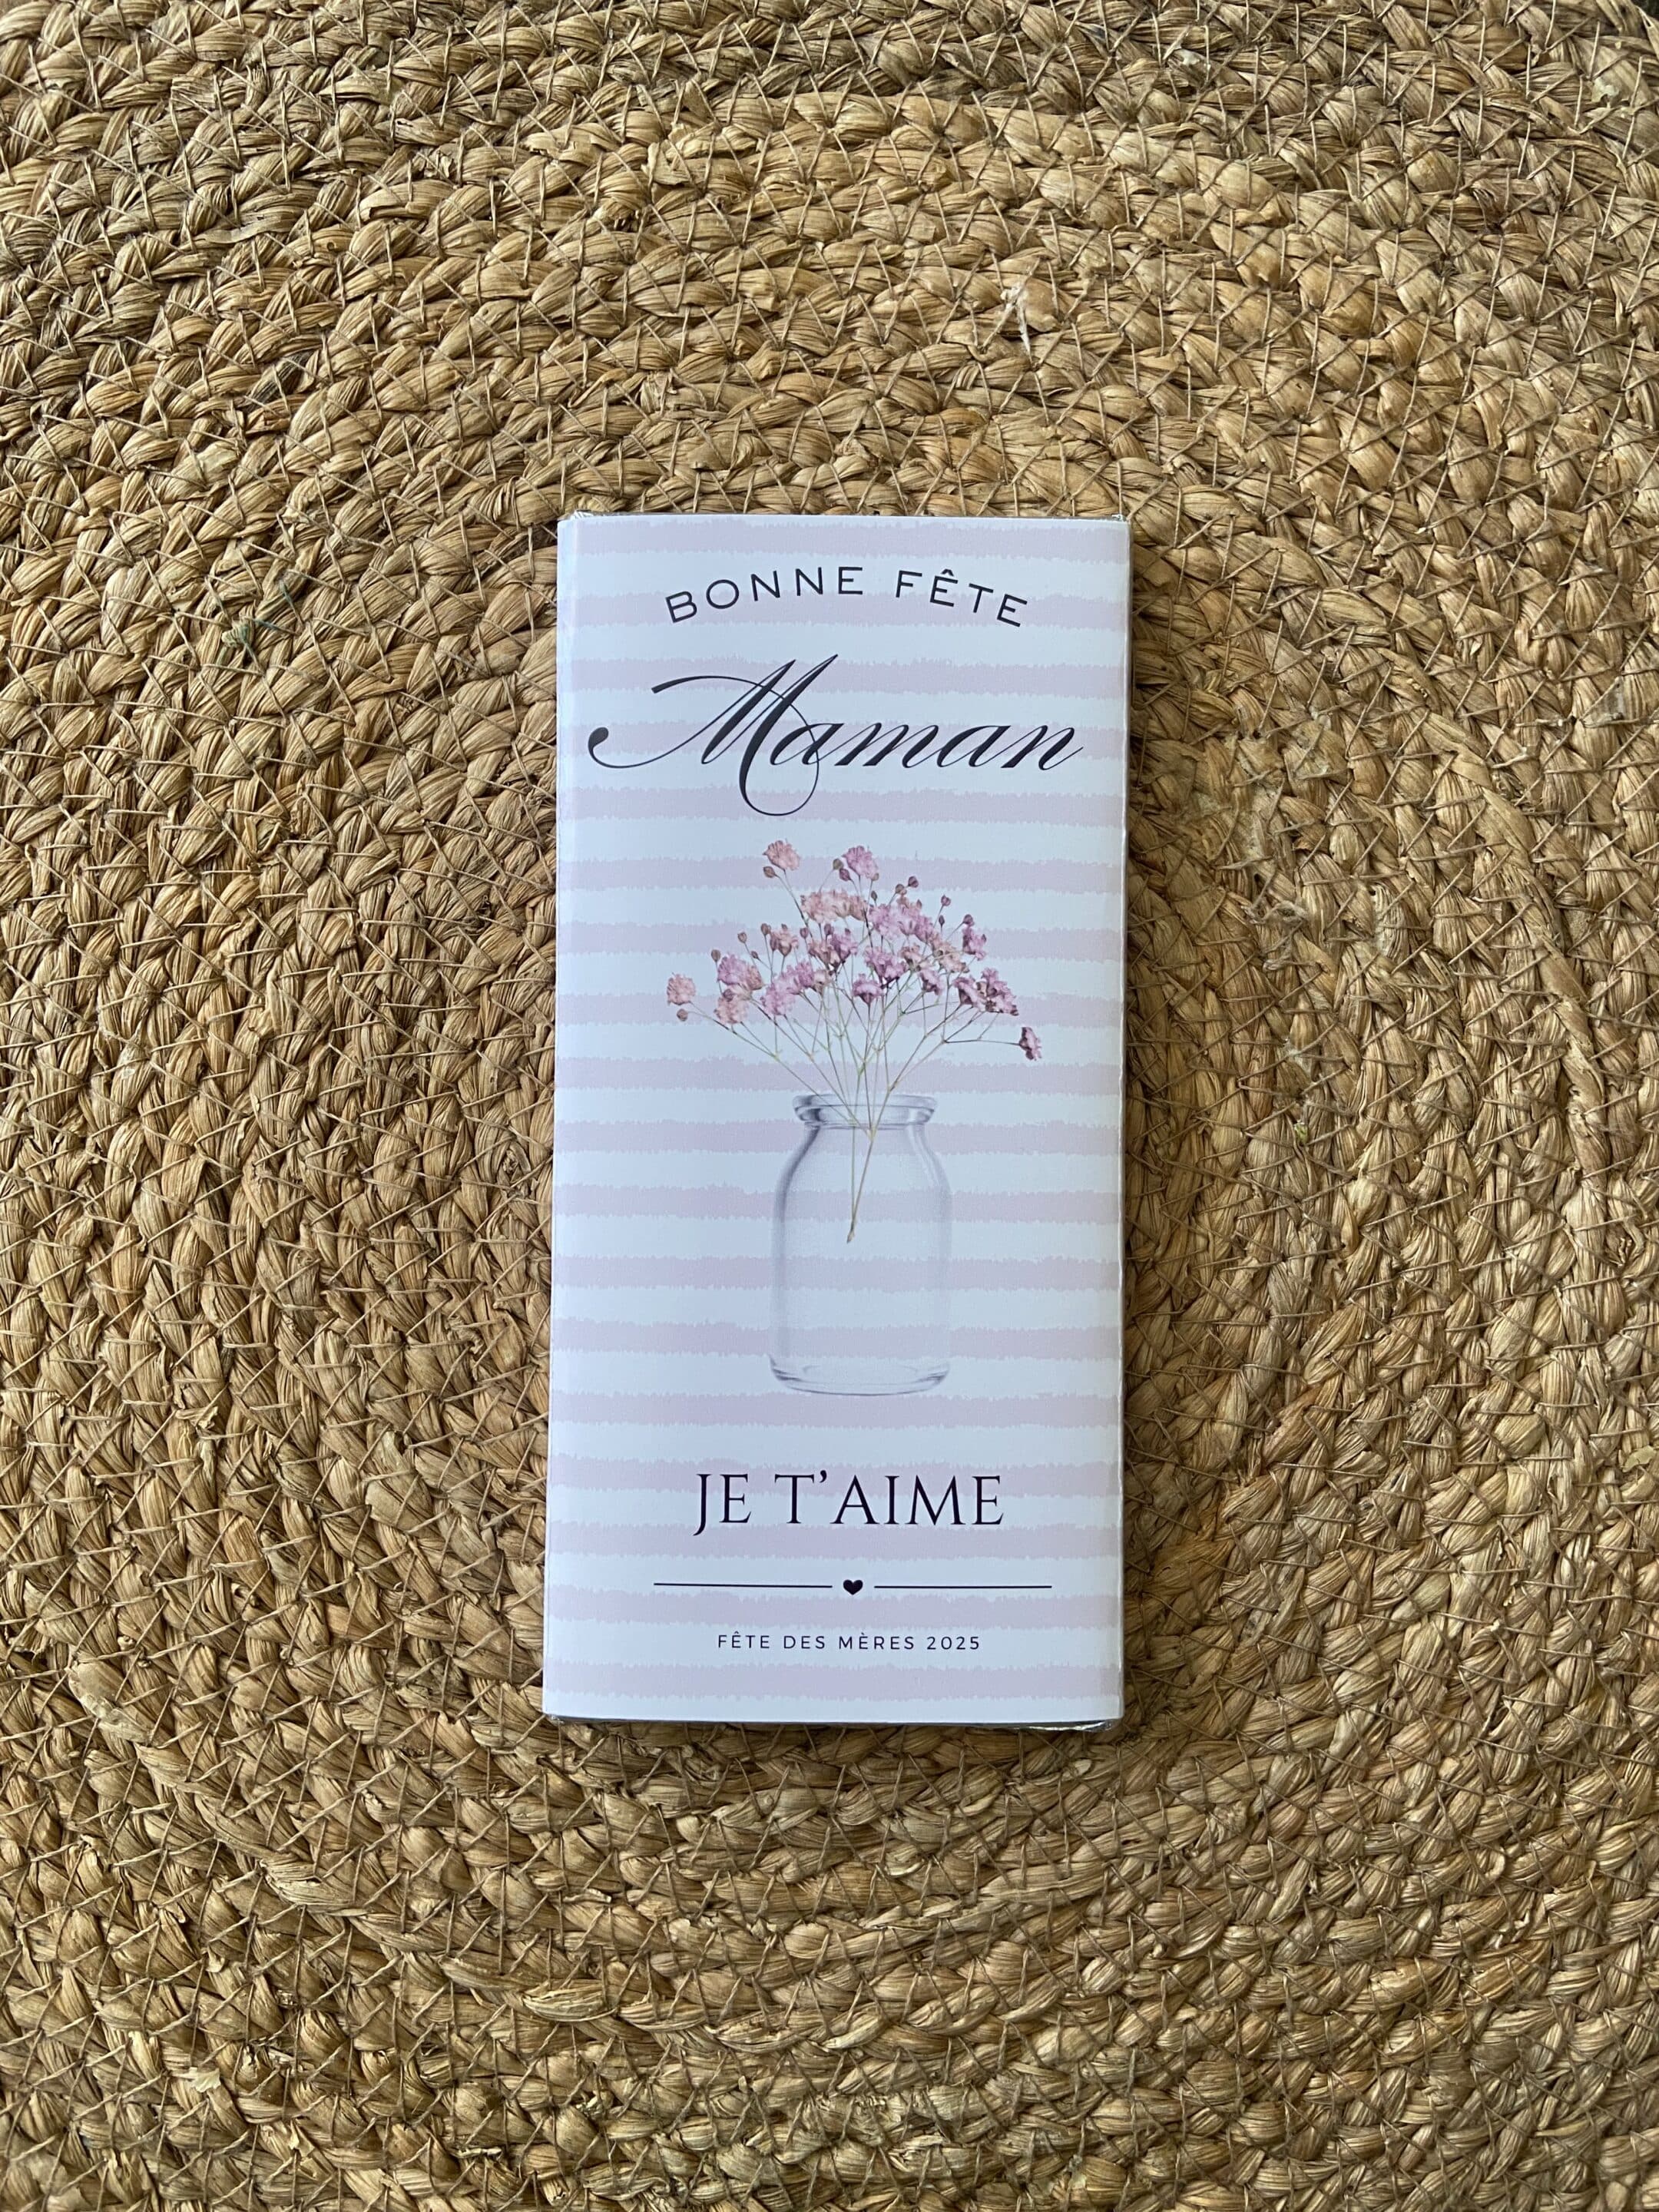 BONNE FÊTE
Maman
JE T'AIME
FÊTE DES MÈRES 2025